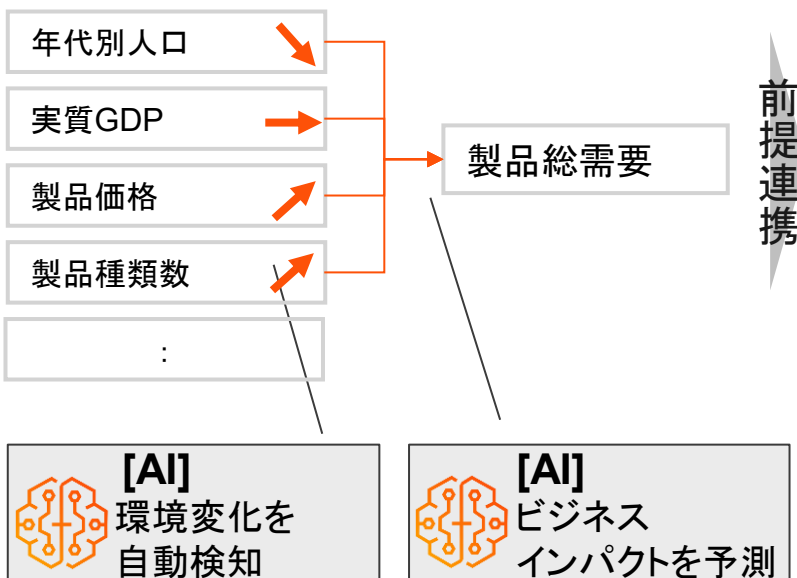 年代別人口
実質GDP
製品価格
製品種類数
:
製品総需要
前提連携
[AI]
環境変化を
自動検知
[AI]
ビジネス
インパクトを予測